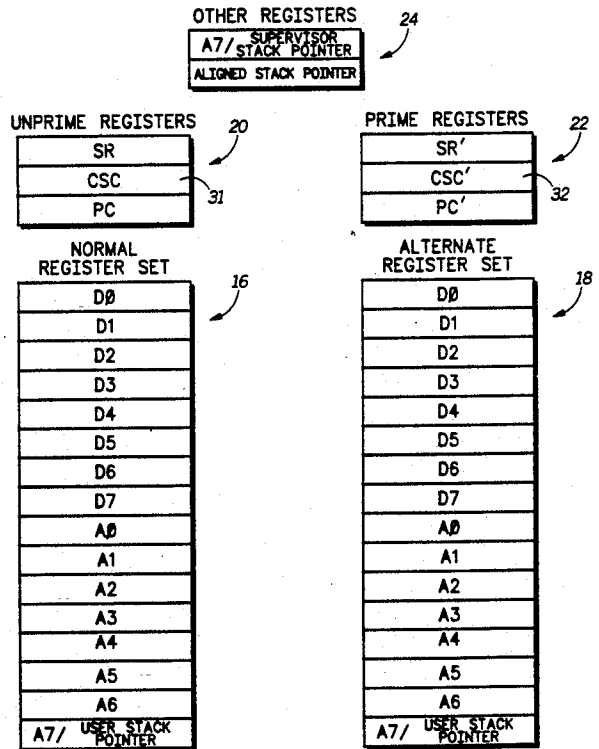 OTHER REGISTERS
24
A7/ SUPERVISOR
STACK POINTER
ALIGNED STACK POINTER
UNPRIME REGISTERS
20
SR
CSC
31
PC
PRIME REGISTERS
22
SR'
CSC'
32
PC'
NORMAL
REGISTER SET
16
D0
D1
D2
D3
D4
D5
D6
D7
A0
A1
A2
A3
A4
A5
A6
A7/ USER STACK
POINTER
ALTERNATE
REGISTER SET
18
D0
D1
D2
D3
D4
D5
D6
D7
A0
A1
A2
A3
A4
A5
A6
A7/ USER STACK
POINTER